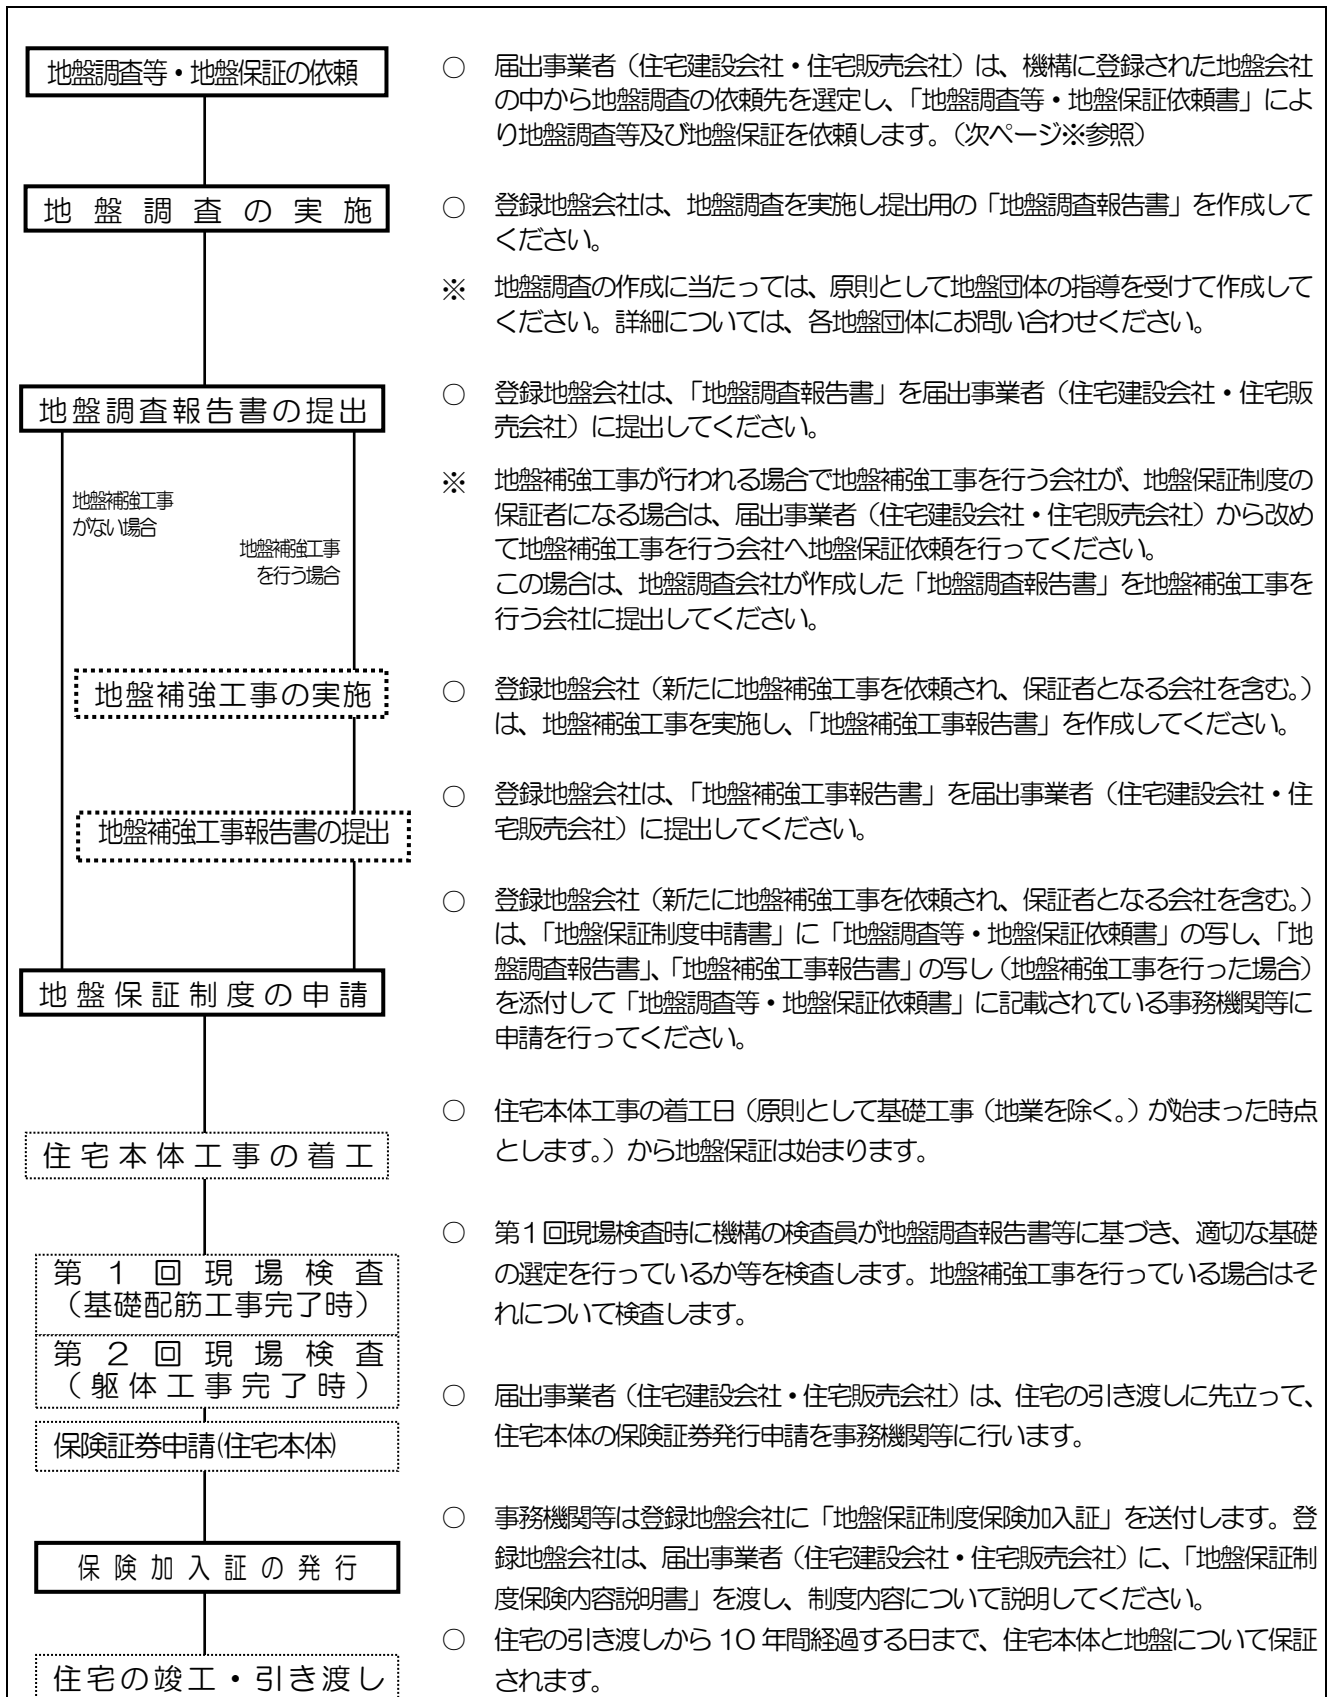 地盤調査等・地盤保証の依頼
○ 届出事業者（住宅建設会社・住宅販売会社）は、機構に登録された地盤会社
の中から地盤調査の依頼先を選定し、「地盤調査等・地盤保証依頼書」によ
り地盤調査等及び地盤保証を依頼します。（次ページ※参照）
地盤調査の実施
○ 登録地盤会社は、地盤調査を実施し提出用の「地盤調査報告書」を作成して
ください。
※ 地盤調査の作成に当たっては、原則として地盤団体の指導を受けて作成して
ください。詳細については、各地盤団体にお問い合わせください。
地盤調査報告書の提出
○ 登録地盤会社は、「地盤調査報告書」を届出事業者（住宅建設会社・住宅販
売会社）に提出してください。
地盤補強工事
がない場合
地盤補強工事
を行う場合
※ 地盤補強工事が行われる場合で地盤補強工事を行う会社が、地盤保証制度の
保証者になる場合は、届出事業者（住宅建設会社・住宅販売会社）から改め
て地盤補強工事を行う会社へ地盤保証依頼を行ってください。
この場合は、地盤調査会社が作成した「地盤調査報告書」を地盤補強工事を
行う会社に提出してください。
地盤補強工事の実施
○ 登録地盤会社（新たに地盤補強工事を依頼され、保証者となる会社を含む。）
は、地盤補強工事を実施し、「地盤補強工事報告書」を作成してください。
地盤補強工事報告書の提出
○ 登録地盤会社は、「地盤補強工事報告書」を届出事業者（住宅建設会社・住
宅販売会社）に提出してください。
○ 登録地盤会社（新たに地盤補強工事を依頼され、保証者となる会社を含む。）
は、「地盤保証制度申請書」に「地盤調査等・地盤保証依頼書」の写し、「地
盤調査報告書」、「地盤補強工事報告書」の写し（地盤補強工事を行った場合）
を添付して「地盤調査等・地盤保証依頼書」に記載されている事務機関等に
申請を行ってください。
地盤保証制度の申請
○ 住宅本体工事の着工日（原則として基礎工事（地業を除く。）が始まった時点
とします。）から地盤保証は始まります。
住宅本体工事の着工
○ 第１回現場検査時に機構の検査員が地盤調査報告書等に基づき、適切な基礎
の選定を行っているか等を検査します。地盤補強工事を行っている場合はそ
れについて検査します。
第１回現場検査
（基礎配筋工事完了時）
第２回現場検査
（躯体工事完了時）
○ 届出事業者（住宅建設会社・住宅販売会社）は、住宅の引き渡しに先立って、
住宅本体の保険証券発行申請を事務機関等に行います。
保険証券申請(住宅本体)
○ 事務機関等は登録地盤会社に「地盤保証制度保険加入証」を送付します。登
録地盤会社は、届出事業者（住宅建設会社・住宅販売会社）に、「地盤保証制
度保険内容説明書」を渡し、制度内容について説明してください。
保険加入証の発行
○ 住宅の引き渡しから 10 年間経過する日まで、住宅本体と地盤について保証
されます。
住宅の竣工・引き渡し